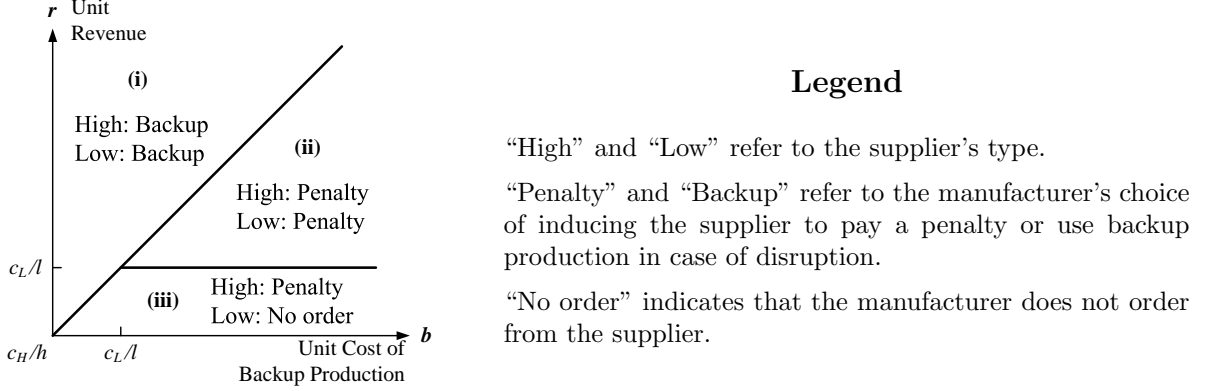 r Unit
Revenue
(i)
High: Backup
Low: Backup
(ii)
High: Penalty
Low: Penalty
c_L/l
(iii)
High: Penalty
Low: No order
b
c_H/h
c_L/l
Unit Cost of
Backup Production
Legend
“High” and “Low” refer to the supplier’s type.
“Penalty” and “Backup” refer to the manufacturer’s choice
of inducing the supplier to pay a penalty or use backup
production in case of disruption.
“No order” indicates that the manufacturer does not order
from the supplier.